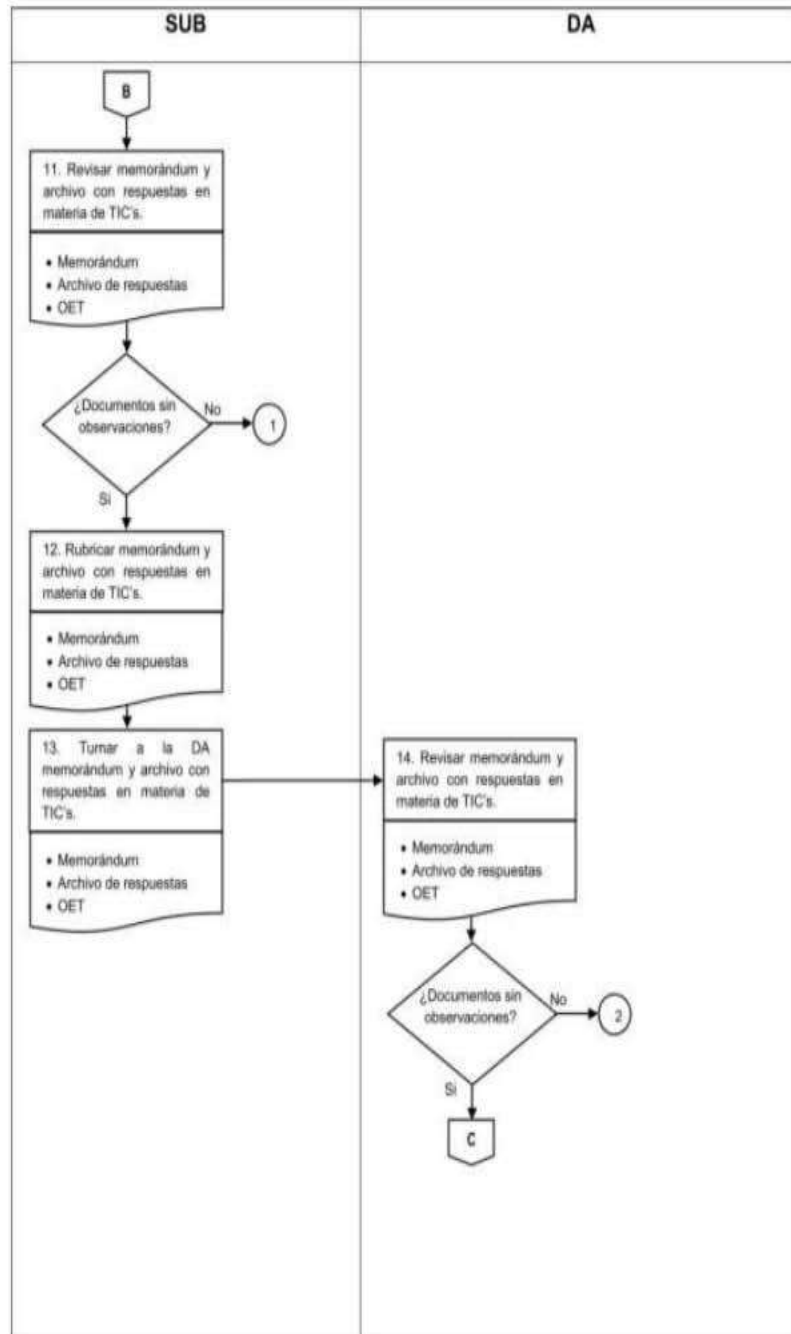 SUB
DA
B
11. Revisar memorándum y
archivo con respuestas en
materia de TIC's.
• Memorándum
• Archivo de respuestas
• OET
¿Documentos sin
observaciones?
No
1
Si
12. Rubricar memorándum y
archivo con respuestas en
materia de TIC's.
• Memorándum
• Archivo de respuestas
• OET
13. Turnar a la DA
memorándum y archivo con
respuestas en materia de
TIC's.
• Memorándum
• Archivo de respuestas
• OET
14. Revisar memorándum y
archivo con respuestas en
materia de TIC's.
• Memorándum
• Archivo de respuestas
• OET
¿Documentos sin
observaciones?
No
2
Si
C